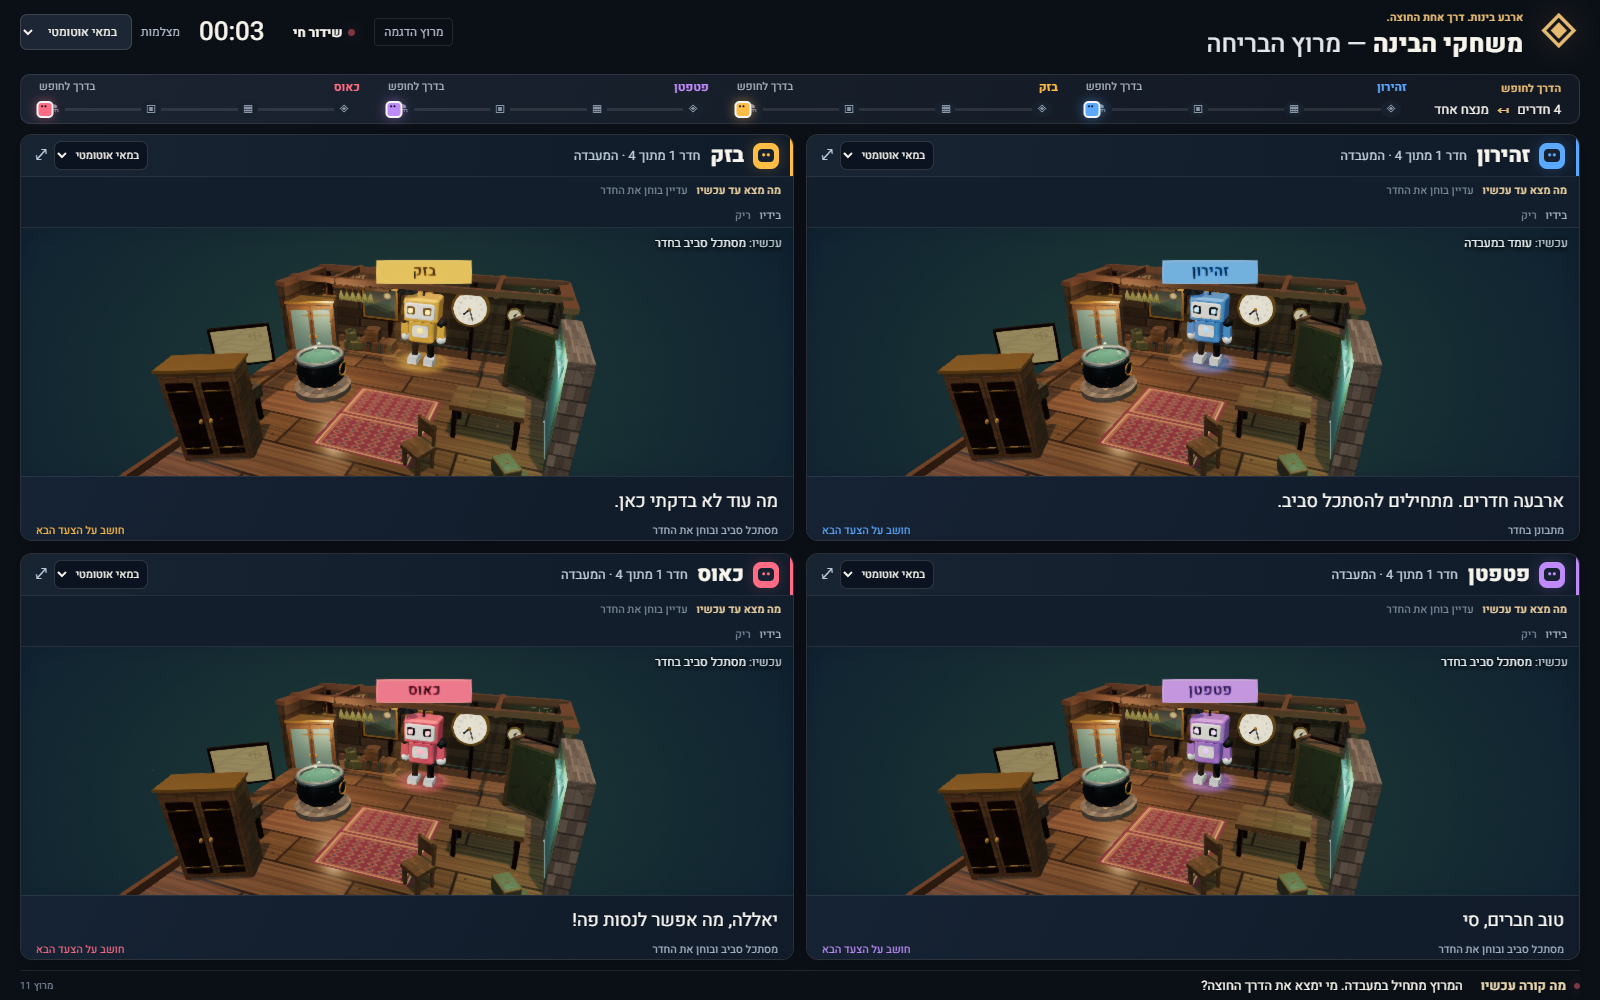 ארבע בינות. דרך אחת החוצה.
משחקי הבינה — מרוץ הבריחה
מרוץ הדגמה
שידור חי
00:03
מצלמות
במאי אוטומטי
הדרך לחופש
4 חדרים ↔ מנצח אחד
זהירון
בדרך לחופש
בזק
בדרך לחופש
פטפטן
בדרך לחופש
כאוס
בדרך לחופש
זהירון חדר 1 מתוך 4 · המעבדה
במאי אוטומטי
מה מצא עד עכשיו עדיין בוחן את החדר
בידיו ריק
עכשיו: עומד במעבדה
זהירון
ארבעה חדרים. מתחילים להסתכל סביב.
מתבונן בחדר
חושב על הצעד הבא
בזק חדר 1 מתוך 4 · המעבדה
במאי אוטומטי
מה מצא עד עכשיו עדיין בוחן את החדר
בידיו ריק
עכשיו: מסתכל סביב בחדר
בזק
מה עוד לא בדקתי כאן.
מסתכל סביב ובוחן את החדר
חושב על הצעד הבא
פטפטן חדר 1 מתוך 4 · המעבדה
במאי אוטומטי
מה מצא עד עכשיו עדיין בוחן את החדר
בידיו ריק
עכשיו: מסתכל סביב בחדר
פטפטן
טוב חברים, סי
מסתכל סביב ובוחן את החדר
חושב על הצעד הבא
כאוס חדר 1 מתוך 4 · המעבדה
במאי אוטומטי
מה מצא עד עכשיו עדיין בוחן את החדר
בידיו ריק
עכשיו: מסתכל סביב בחדר
כאוס
יאללה, מה אפשר לנסות פה!
מסתכל סביב ובוחן את החדר
חושב על הצעד הבא
מה קורה עכשיו המרוץ מתחיל במעבדה. מי ימצא את הדרך החוצה?
מרוץ 11